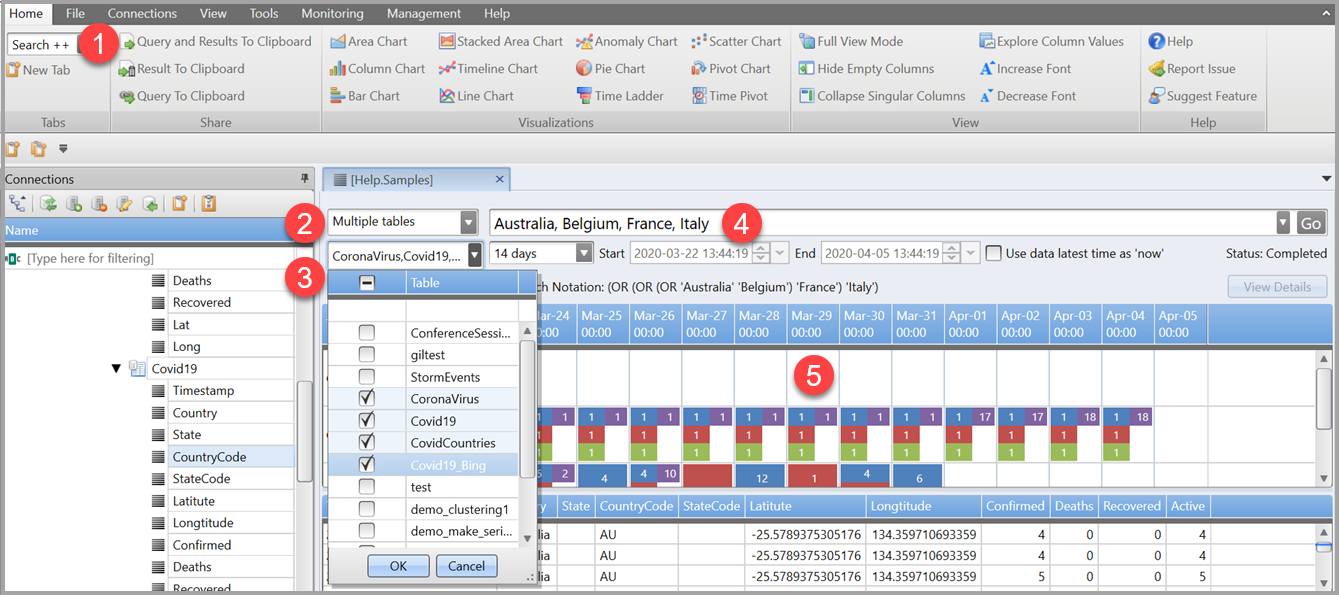 Home File Connections View Tools Monitoring Management Help
Search ++ 1 Query and Results To Clipboard Area Chart Stacked Area Chart Anomaly Chart Scatter Chart Full View Mode Explore Column Values Help
New Tab Result To Clipboard Column Chart Timeline Chart Pie Chart Pivot Chart Hide Empty Columns Increase Font Report Issue
Query To Clipboard Bar Chart Line Chart Time Ladder Time Pivot Collapse Singular Columns Decrease Font Suggest Feature
Tabs Share Visualizations View Help
Connections
Name
[Type here for filtering]
Deaths
Recovered
Lat
Long
Covid19
Timestamp
Country
State
CountryCode
StateCode
Latitute
Longtitude
Confirmed
Deaths
Recovered
[Help.Samples]
2 Multiple tables Australia, Belgium, France, Italy 4 Go
CoronaVirus,Covid19,... 14 days Start 2020-03-22 13:44:19 End 2020-04-05 13:44:19 Use data latest time as 'now' Status: Completed
3
Table
ConferenceSessi...
giltest
StormEvents
CoronaVirus
Covid19
CovidCountries
Covid19_Bing
test
demo_clustering1
demo_make_seri...
OK Cancel
ch Notation: (OR (OR (OR 'Australia' 'Belgium') 'France') 'Italy') View Details
ar-24 Mar-25 Mar-26 Mar-27 Mar-28 Mar-29 Mar-30 Mar-31 Apr-01 Apr-02 Apr-03 Apr-04 Apr-05
00:00 00:00 00:00 00:00 00:00 00:00 00:00 00:00 00:00 00:00 00:00 00:00 00:00
5
1 1 1 1 1 1 1 1 1 1 1 1 1 1 1 1 1 17 1 17 1 18 1 18
1 1 1 1 1 1 1 1 1 1 1 1
1 1 1 1 1 1 1 1 1 1 1 1
5 2 4 4 10 12 1 4 6
ry State CountryCode StateCode Latitute Longtitude Confirmed Deaths Recovered Active
lia AU -25.5789375305176 134.359710693359 4 0 0 4
lia AU -25.5789375305176 134.359710693359 4 0 0 4
lia AU -25.5789375305176 134.359710693359 5 0 0 5